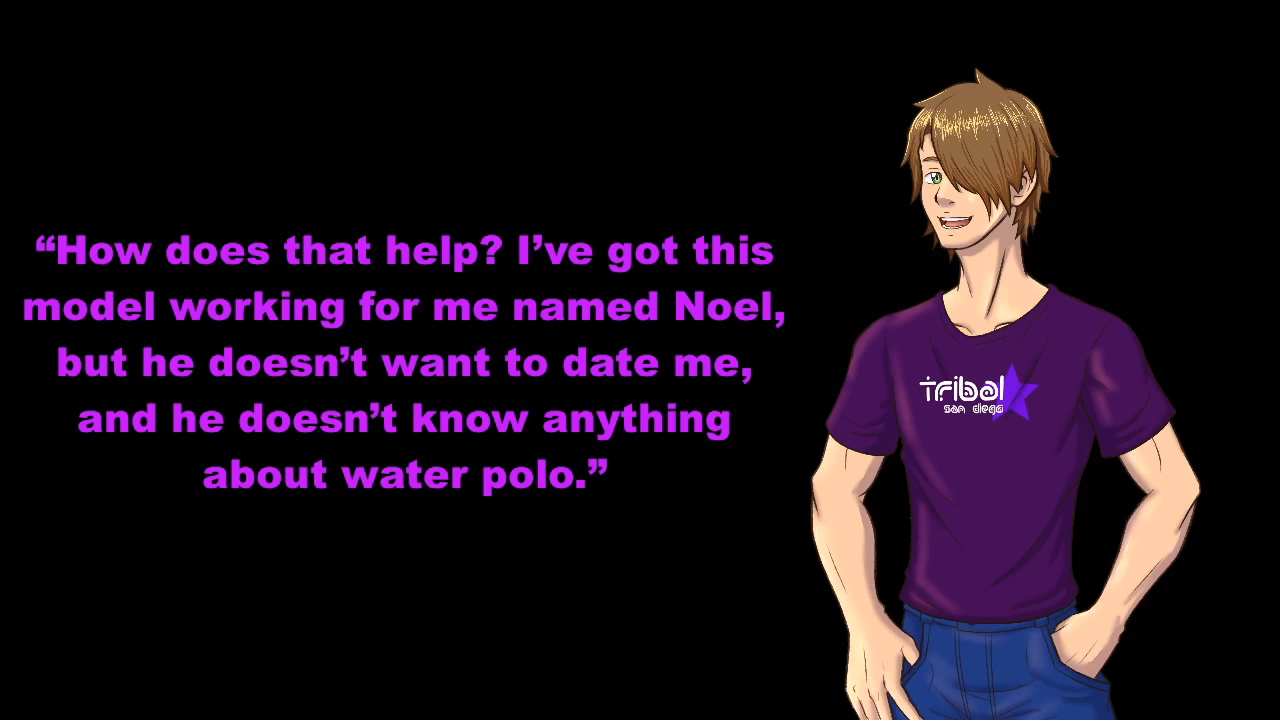 “How does that help? I’ve got this
model working for me named Noel,
but he doesn’t want to date me,
and he doesn’t know anything
about water polo.”
tribal
san diego